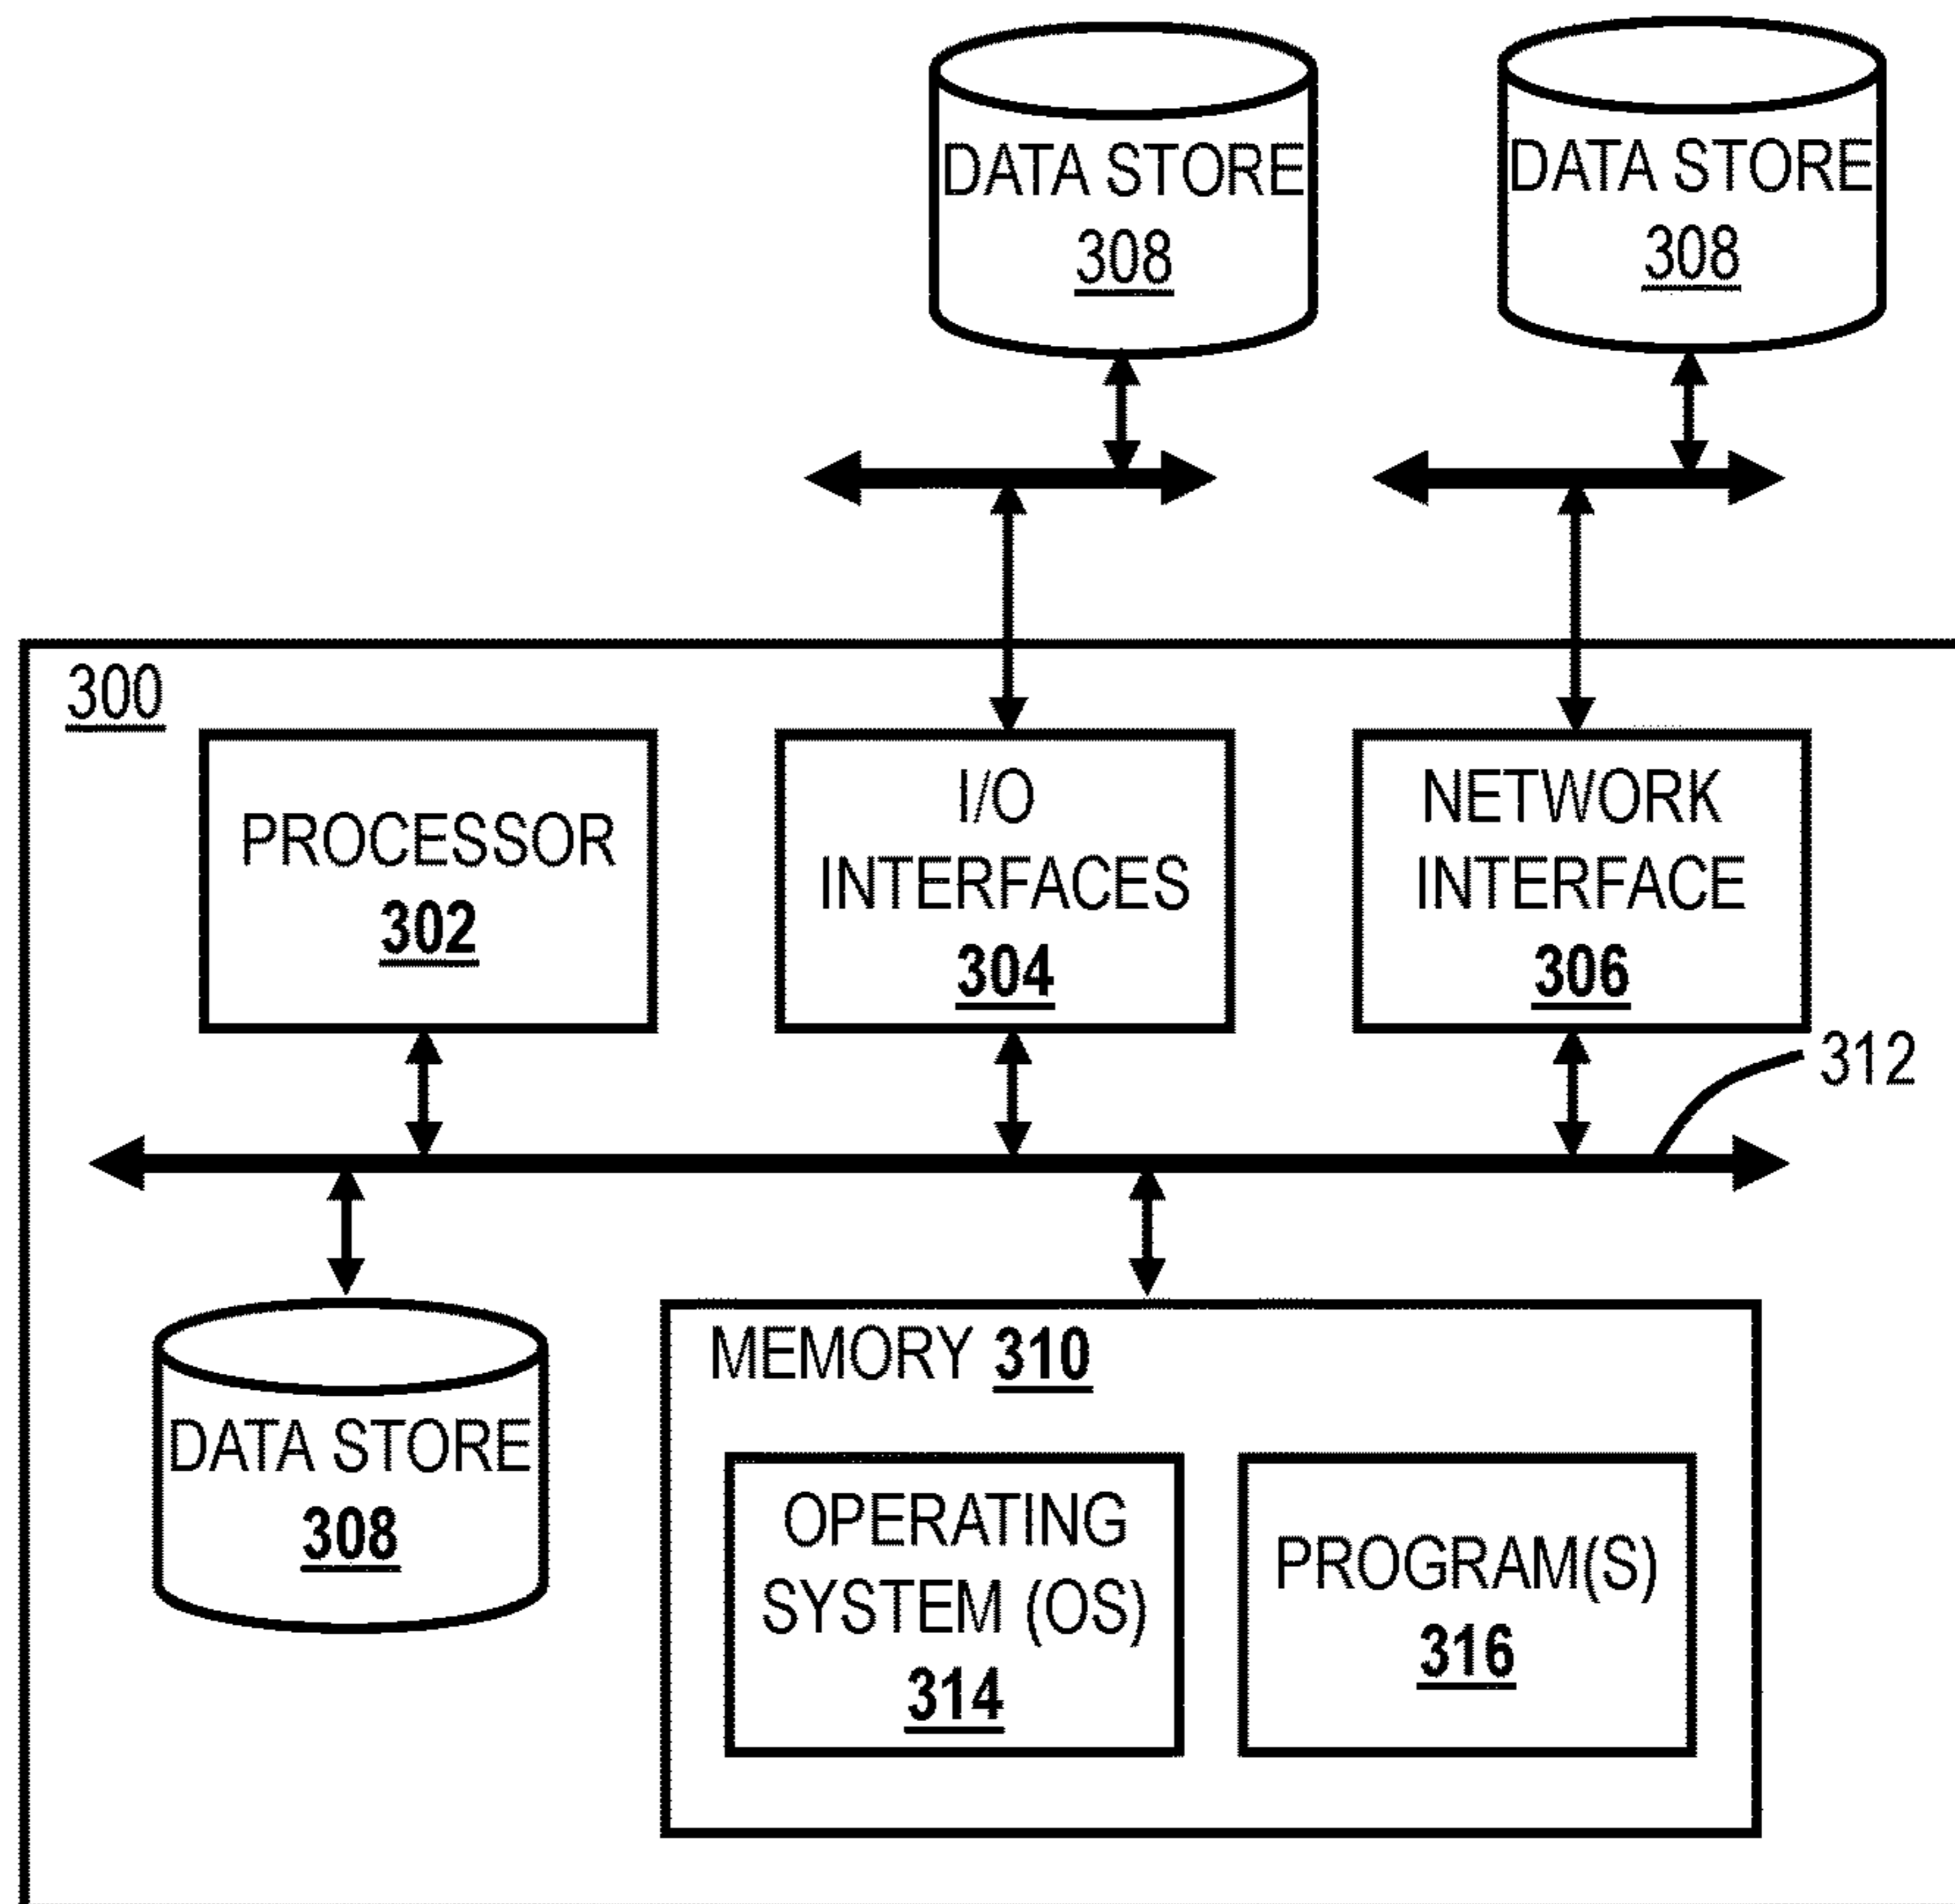 DATA STORE
308
DATA STORE
308
300
PROCESSOR
302
I/O
INTERFACES
304
NETWORK
INTERFACE
306
312
DATA STORE
308
MEMORY 310
OPERATING
SYSTEM (OS)
314
PROGRAM(S)
316